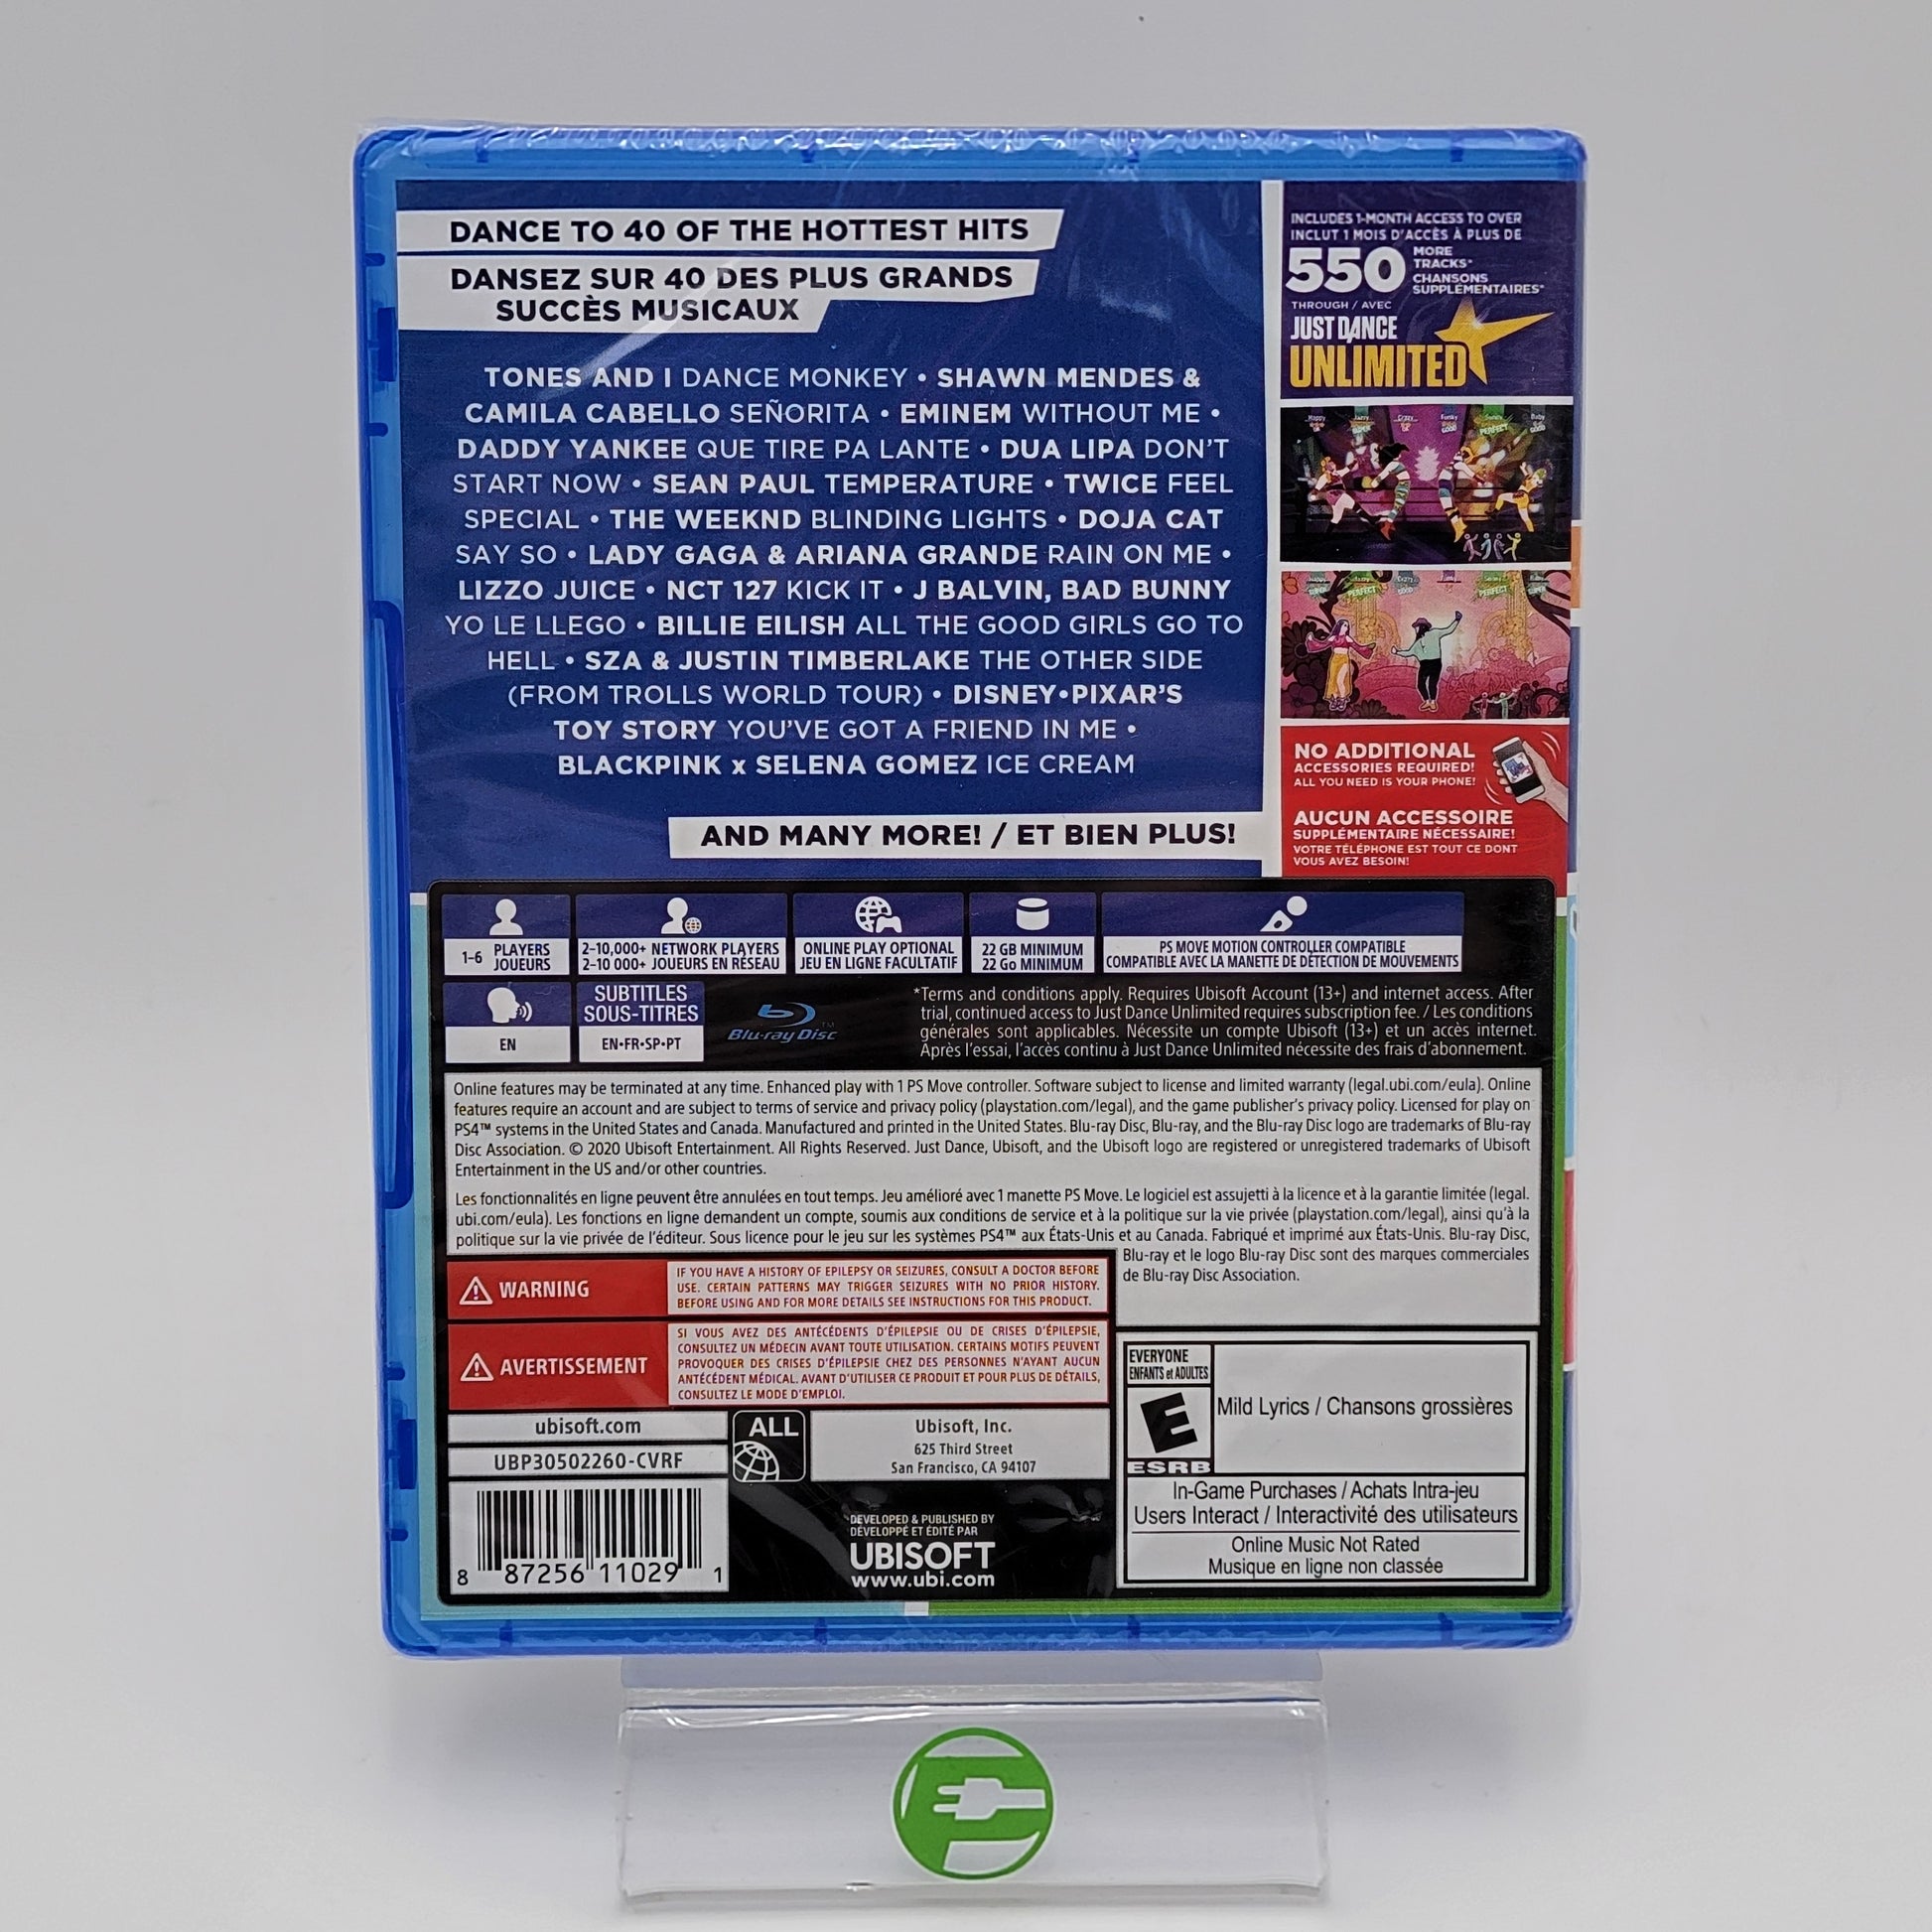 DANCE TO 40 OF THE HOTTEST HITS
DANSEZ SUR 40 DES PLUS GRANDS
SUCCÈS MUSICAUX
TONES AND I DANCE MONKEY • SHAWN MENDES &
CAMILA CABELLO SEÑORITA • EMINEM WITHOUT ME •
DADDY YANKEE QUE TIRE PA LANTE • DUA LIPA DON'T
START NOW • SEAN PAUL TEMPERATURE • TWICE FEEL
SPECIAL • THE WEEKND BLINDING LIGHTS • DOJA CAT
SAY SO • LADY GAGA & ARIANA GRANDE RAIN ON ME •
LIZZO JUICE • NCT 127 KICK IT • J BALVIN, BAD BUNNY
YO LE LLEGO • BILLIE EILISH ALL THE GOOD GIRLS GO TO
HELL • SZA & JUSTIN TIMBERLAKE THE OTHER SIDE
(FROM TROLLS WORLD TOUR) • DISNEY•PIXAR'S
TOY STORY YOU'VE GOT A FRIEND IN ME •
BLACKPINK x SELENA GOMEZ ICE CREAM
AND MANY MORE! / ET BIEN PLUS!
INCLUDES 1-MONTH ACCESS TO OVER
INCLUT 1 MOIS D'ACCÈS À PLUS DE
550 MORE
TRACKS*
CHANSONS
SUPPLÉMENTAIRES*
THROUGH / AVEC
JUST DANCE
UNLIMITED
NO ADDITIONAL
ACCESSORIES REQUIRED!
ALL YOU NEED IS YOUR PHONE!
AUCUN ACCESSOIRE
SUPPLÉMENTAIRE NÉCESSAIRE!
VOTRE TÉLÉPHONE EST TOUT CE DONT
VOUS AVEZ BESOIN!
1-6 PLAYERS
JOUEURS
2-10,000+ NETWORK PLAYERS
2-10 000+ JOUEURS EN RÉSEAU
ONLINE PLAY OPTIONAL
JEU EN LIGNE FACULTATIF
22 GB MINIMUM
22 Go MINIMUM
PS MOVE MOTION CONTROLLER COMPATIBLE
COMPATIBLE AVEC LA MANETTE DE DÉTECTION DE MOUVEMENTS
EN
SUBTITLES
SOUS-TITRES
EN•FR•SP•PT
Blu-ray Disc™
*Terms and conditions apply. Requires Ubisoft Account (13+) and internet access. After
trial, continued access to Just Dance Unlimited requires subscription fee. / Les conditions
générales sont applicables. Nécessite un compte Ubisoft (13+) et un accès internet.
Après l'essai, l'accès continu à Just Dance Unlimited nécessite des frais d'abonnement.
Online features may be terminated at any time. Enhanced play with 1 PS Move controller. Software subject to license and limited warranty (legal.ubi.com/eula). Online
features require an account and are subject to terms of service and privacy policy (playstation.com/legal), and the game publisher's privacy policy. Licensed for play on
PS4™ systems in the United States and Canada. Manufactured and printed in the United States. Blu-ray Disc, Blu-ray, and the Blu-ray Disc logo are trademarks of Blu-ray
Disc Association. © 2020 Ubisoft Entertainment. All Rights Reserved. Just Dance, Ubisoft, and the Ubisoft logo are registered or unregistered trademarks of Ubisoft
Entertainment in the US and/or other countries.
Les fonctionnalités en ligne peuvent être annulées en tout temps. Jeu amélioré avec 1 manette PS Move. Le logiciel est assujetti à la licence et à la garantie limitée (legal.
ubi.com/eula). Les fonctions en ligne demandent un compte, soumis aux conditions de service et à la politique sur la vie privée (playstation.com/legal), ainsi qu'à la
politique sur la vie privée de l'éditeur. Sous licence pour le jeu sur les systèmes PS4™ aux États-Unis et au Canada. Fabriqué et imprimé aux États-Unis. Blu-ray Disc,
Blu-ray et le logo Blu-ray Disc sont des marques commerciales
de Blu-ray Disc Association.
WARNING
IF YOU HAVE A HISTORY OF EPILEPSY OR SEIZURES, CONSULT A DOCTOR BEFORE
USE. CERTAIN PATTERNS MAY TRIGGER SEIZURES WITH NO PRIOR HISTORY.
BEFORE USING AND FOR MORE DETAILS SEE INSTRUCTIONS FOR THIS PRODUCT.
AVERTISSEMENT
SI VOUS AVEZ DES ANTÉCÉDENTS D'ÉPILEPSIE OU DE CRISES D'ÉPILEPSIE,
CONSULTEZ UN MÉDECIN AVANT TOUTE UTILISATION. CERTAINS MOTIFS PEUVENT
PROVOQUER DES CRISES D'ÉPILEPSIE CHEZ DES PERSONNES N'AYANT AUCUN
ANTÉCÉDENT MÉDICAL. AVANT D'UTILISER CE PRODUIT ET POUR PLUS DE DÉTAILS,
CONSULTEZ LE MODE D'EMPLOI.
ubisoft.com
UBP30502260-CVRF
ALL
Ubisoft, Inc.
625 Third Street
San Francisco, CA 94107
8 87256 11029 1
DEVELOPED & PUBLISHED BY
DÉVELOPPÉ ET ÉDITÉ PAR
UBISOFT
www.ubi.com
EVERYONE
ENFANTS et ADULTES
E
ESRB
Mild Lyrics / Chansons grossières
In-Game Purchases / Achats Intra-jeu
Users Interact / Interactivité des utilisateurs
Online Music Not Rated
Musique en ligne non classée